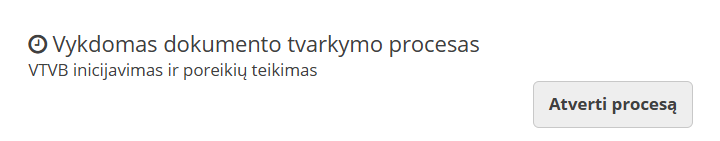 Vykdomas dokumento tvarkymo procesas
VTVB inicijavimas ir poreikių teikimas
Atverti procesą